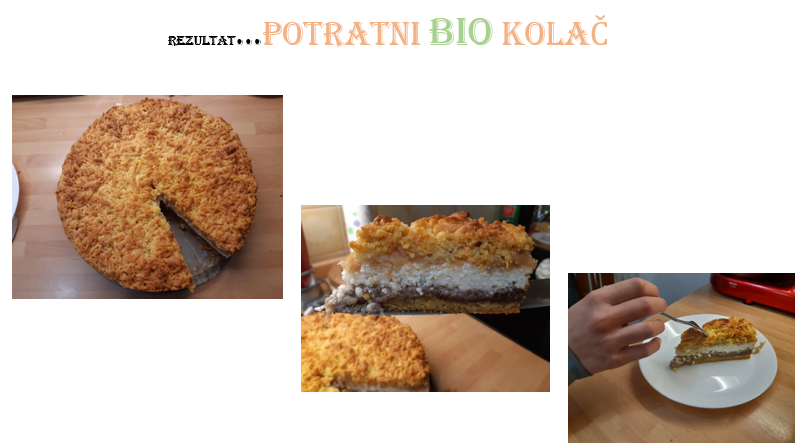 REZULTAT...POTRATNI BIO KOLAČ